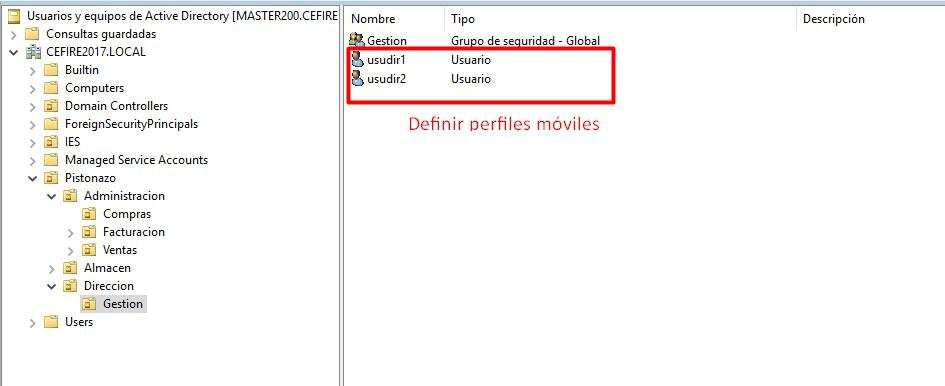 Usuarios y equipos de Active Directory [MASTER200.CEFIRE
Consultas guardadas
CEFIRE2017.LOCAL
Builtin
Computers
Domain Controllers
ForeignSecurityPrincipals
IES
Managed Service Accounts
Pistonazo
Administracion
Compras
Facturacion
Ventas
Almacen
Direccion
Gestion
Users
Nombre Tipo Descripción
Gestion Grupo de seguridad - Global
usudir1 Usuario
usudir2 Usuario
Definir perfiles móviles